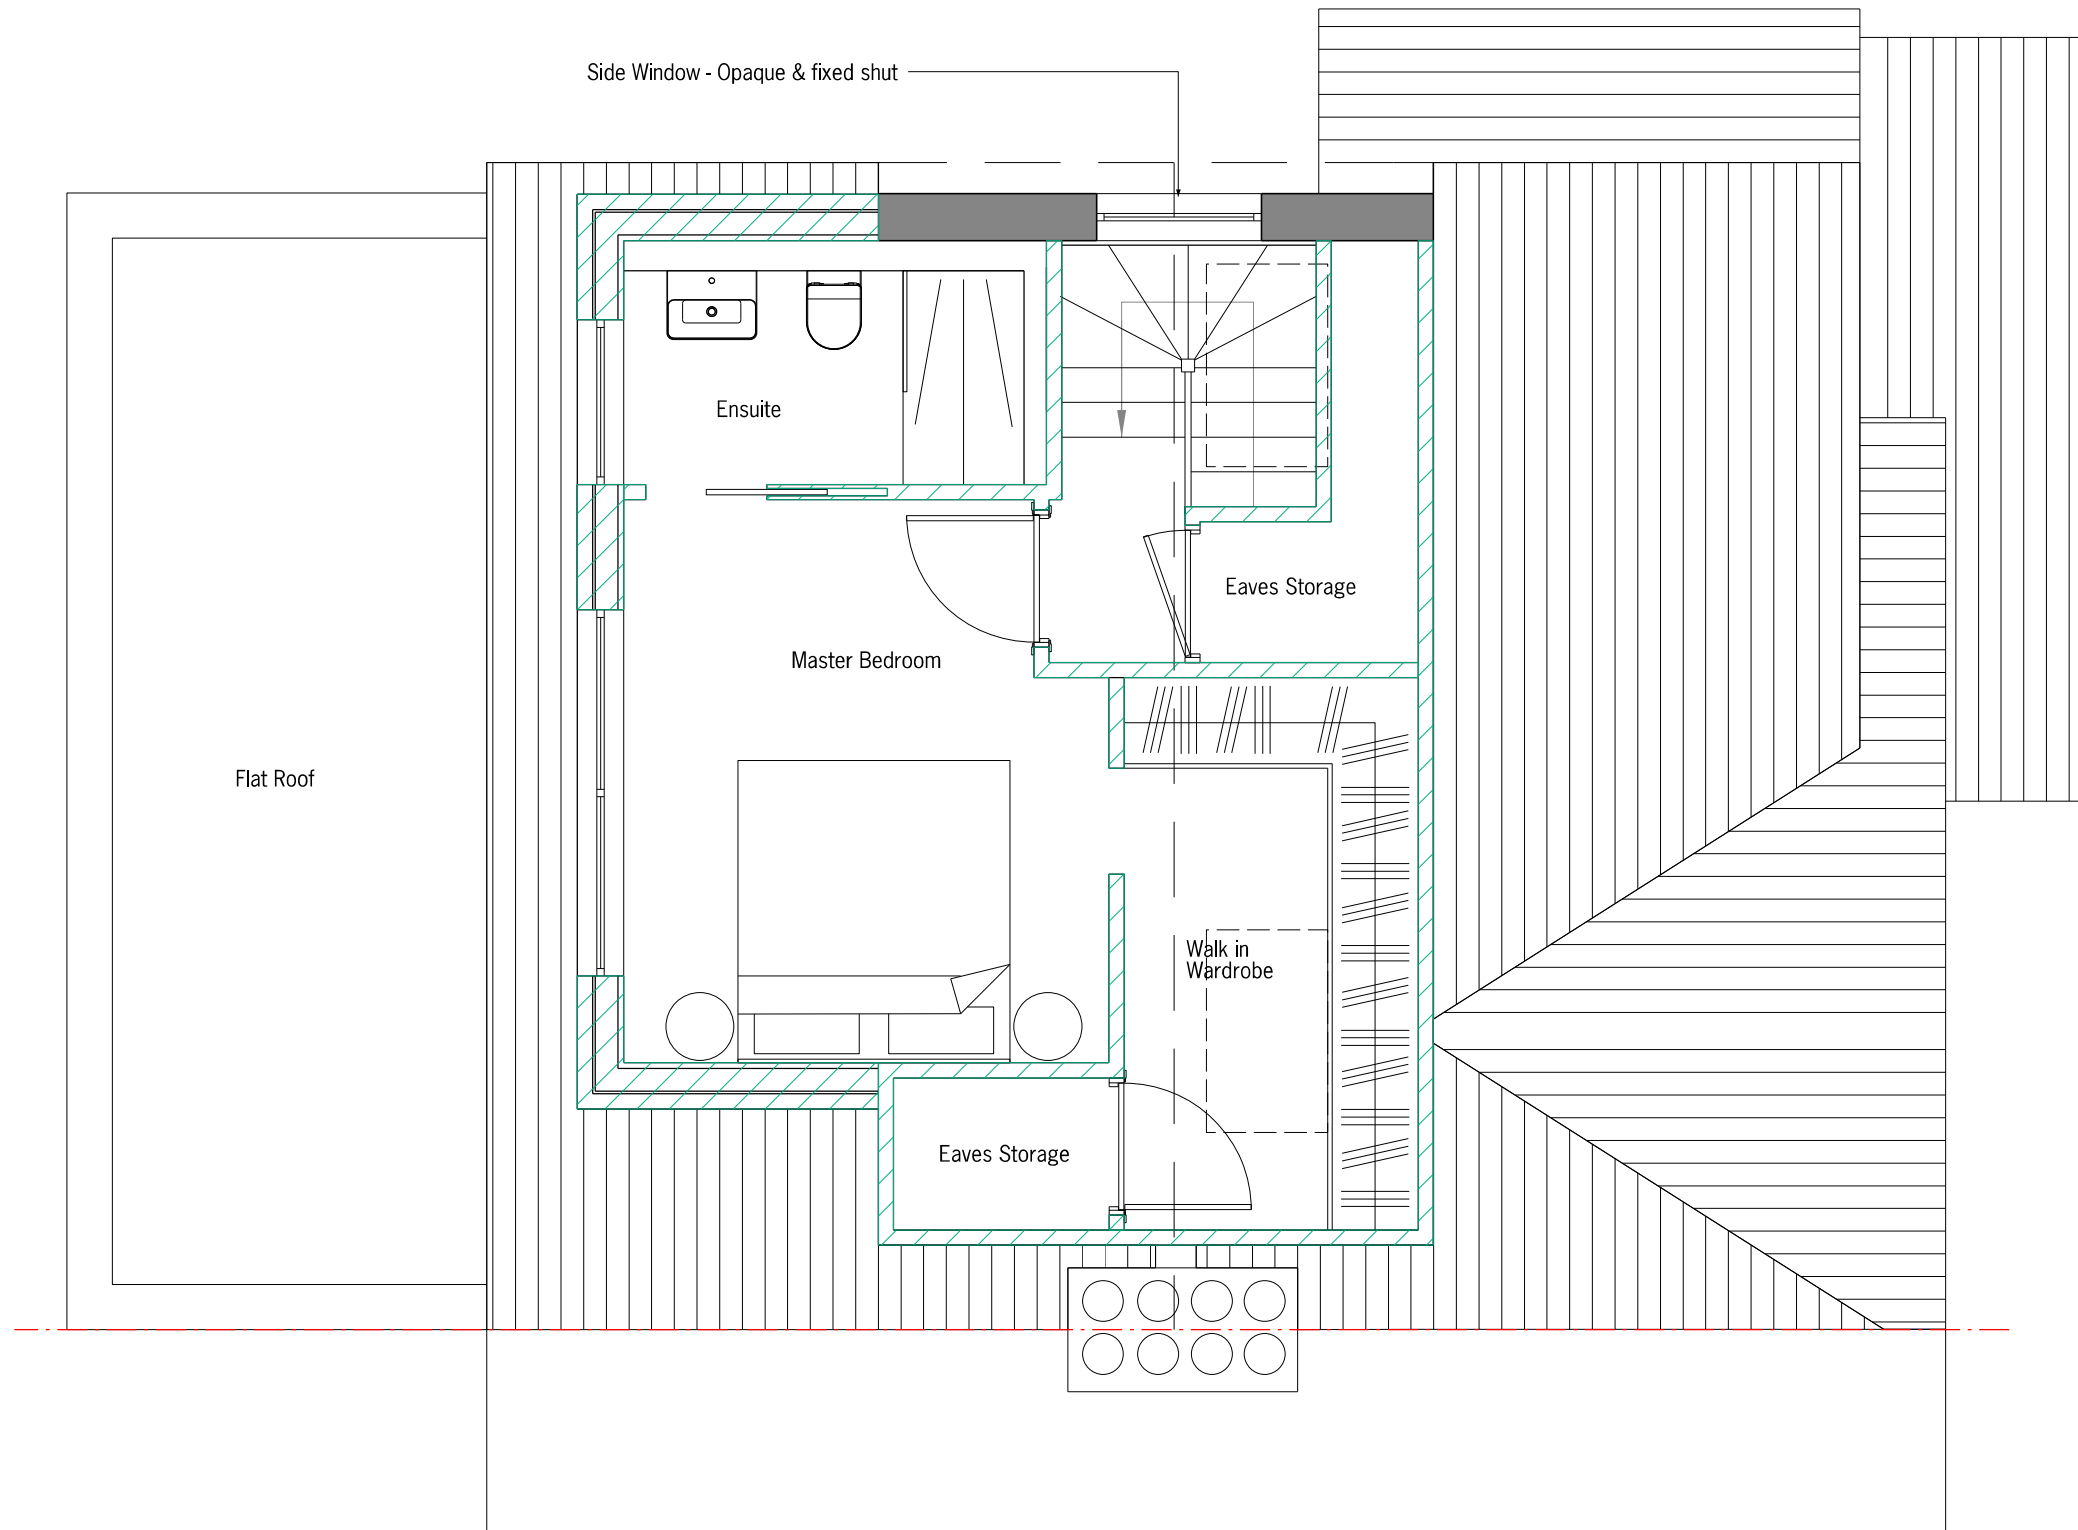 Side Window - Opaque & fixed shut
Ensuite
Eaves Storage
Master Bedroom
Flat Roof
Walk in
Wardrobe
Eaves Storage